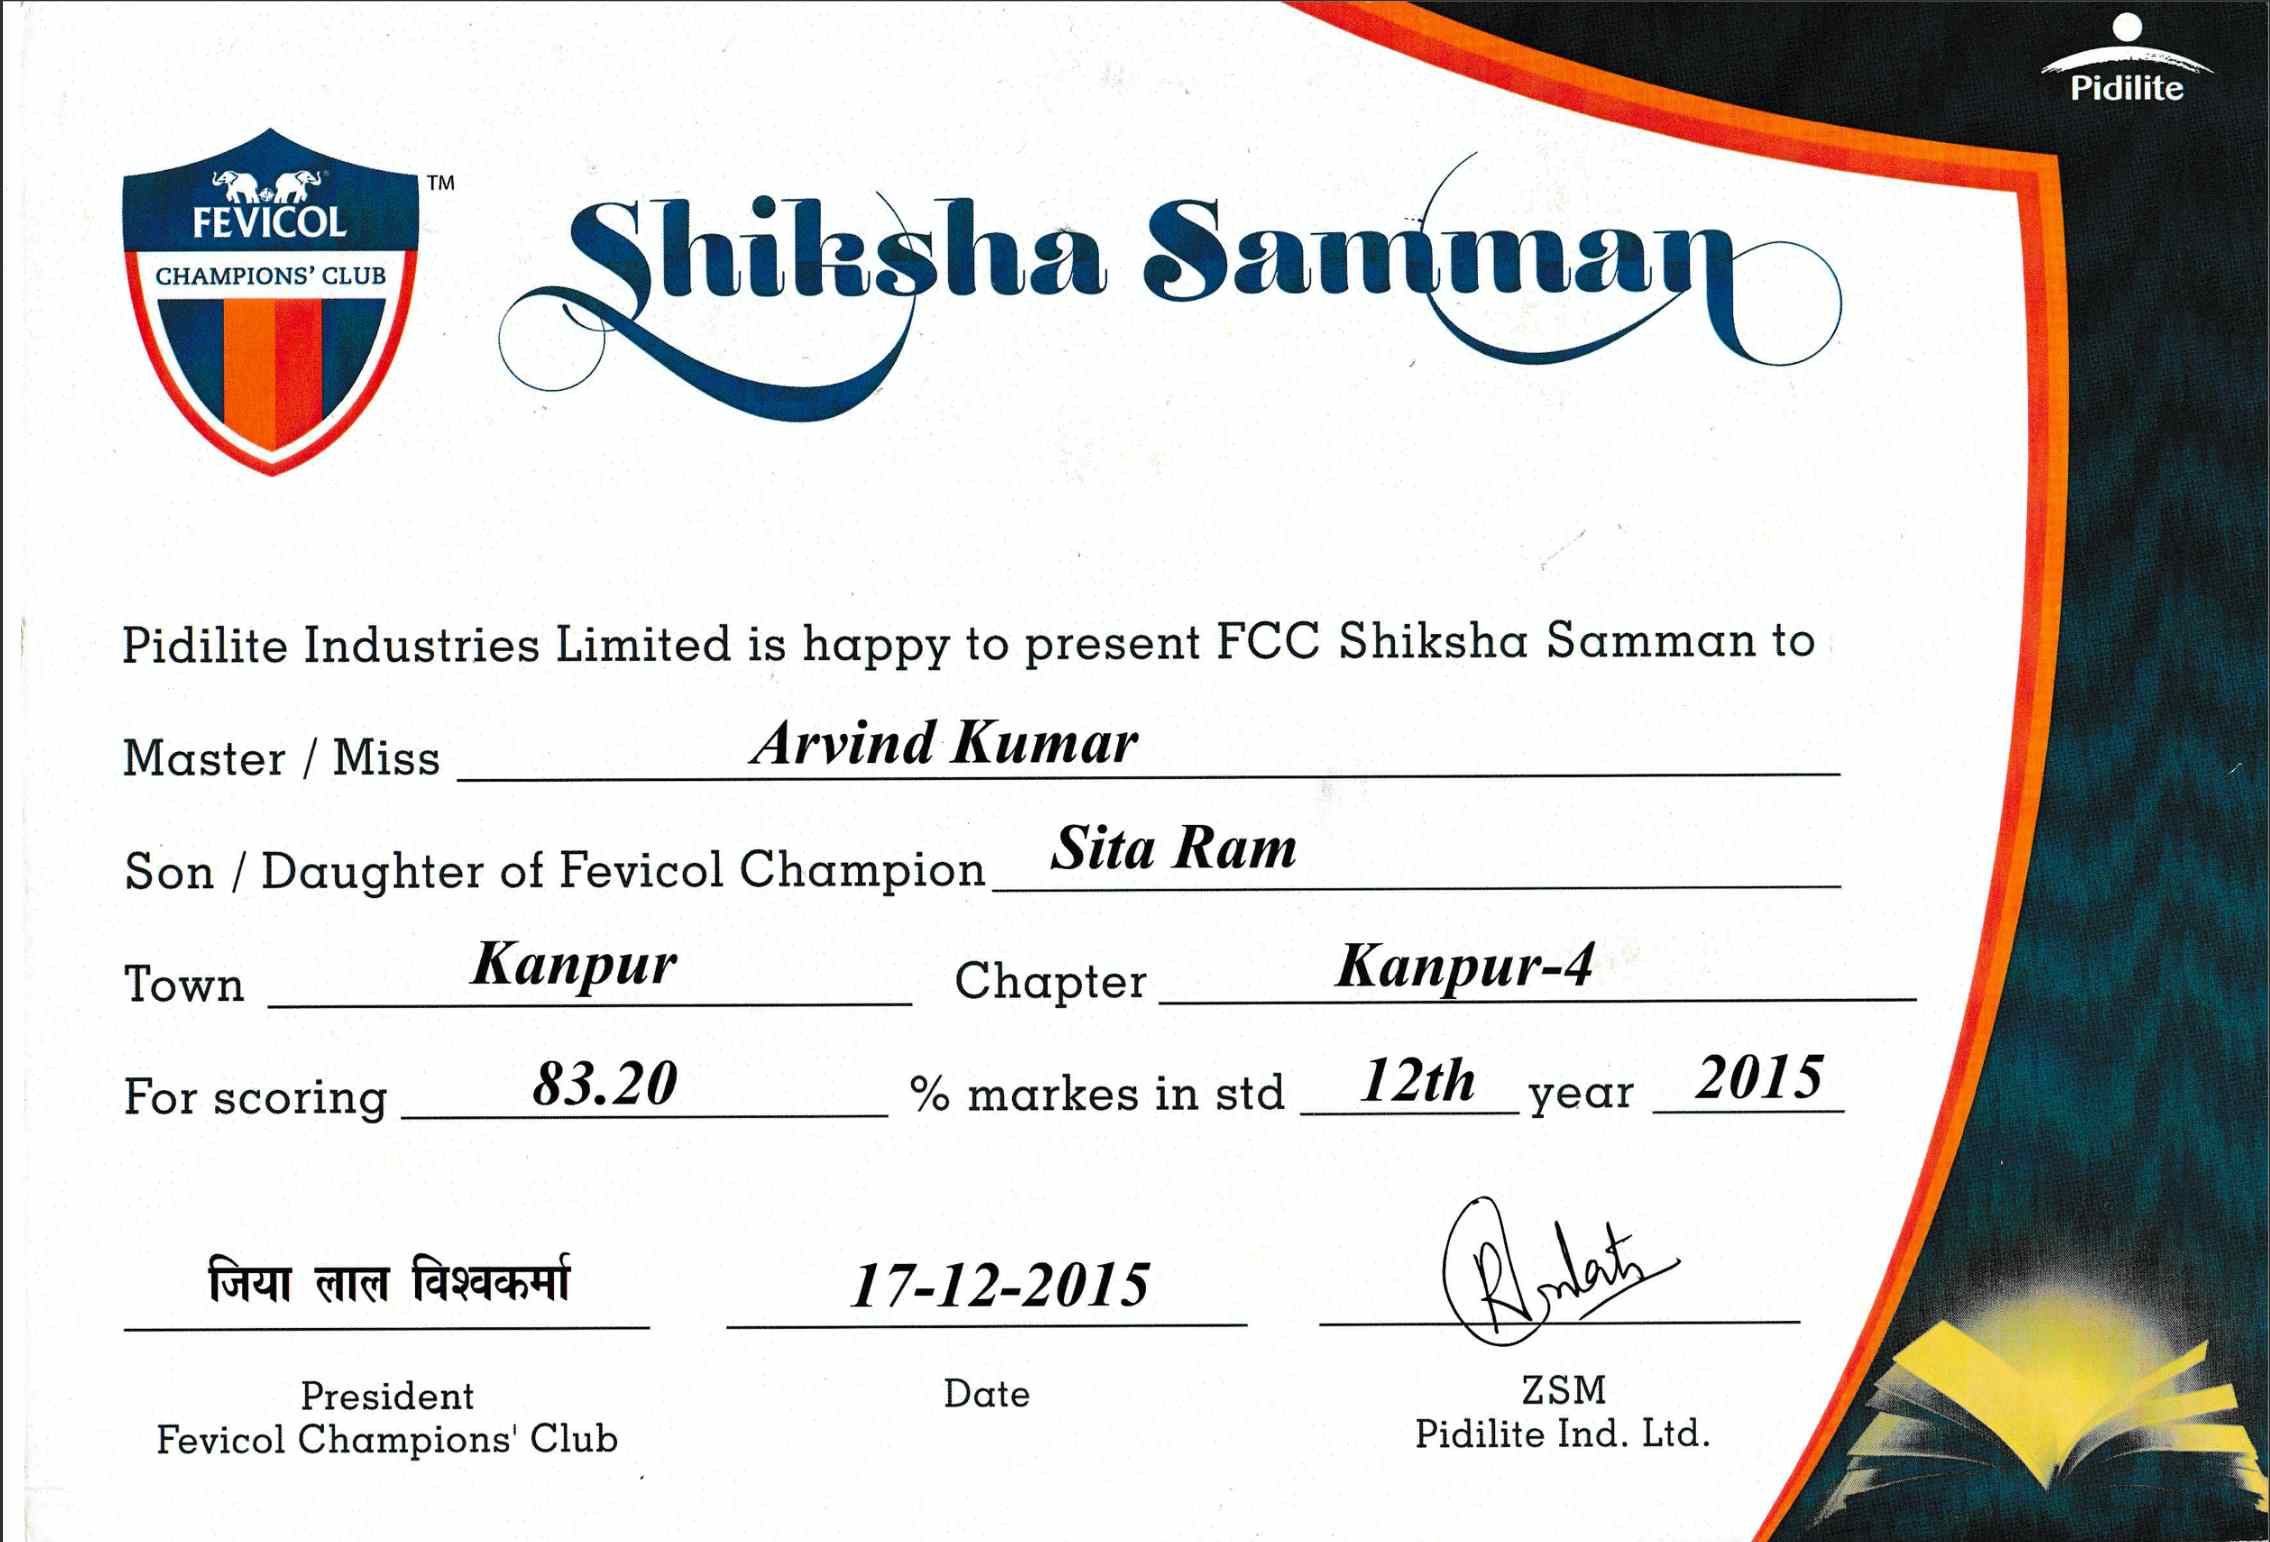 Pidilite
FEVICOL
CHAMPIONS' CLUB
TM
Shiksha Samman
Pidilite Industries Limited is happy to present FCC Shiksha Samman to
Master / Miss Arvind Kumar
Son / Daughter of Fevicol Champion Sita Ram
Town Kanpur Chapter Kanpur-4
For scoring 83.20 % markes in std 12th year 2015
जिया लाल विश्वकर्मा 17-12-2015
President Date ZSM
Fevicol Champions' Club Pidilite Ind. Ltd.